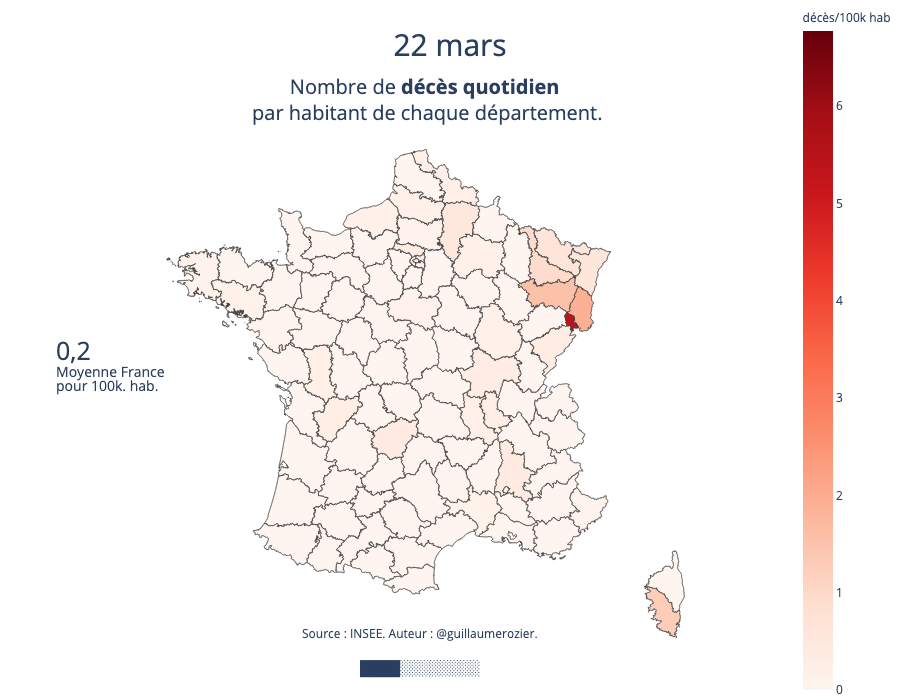 décès/100k hab
22 mars
Nombre de décès quotidien
par habitant de chaque département.
6
5
4
3
2
1
0
0,2
Moyenne France
pour 100k. hab.
Source : INSEE. Auteur : @guillaumerozier.